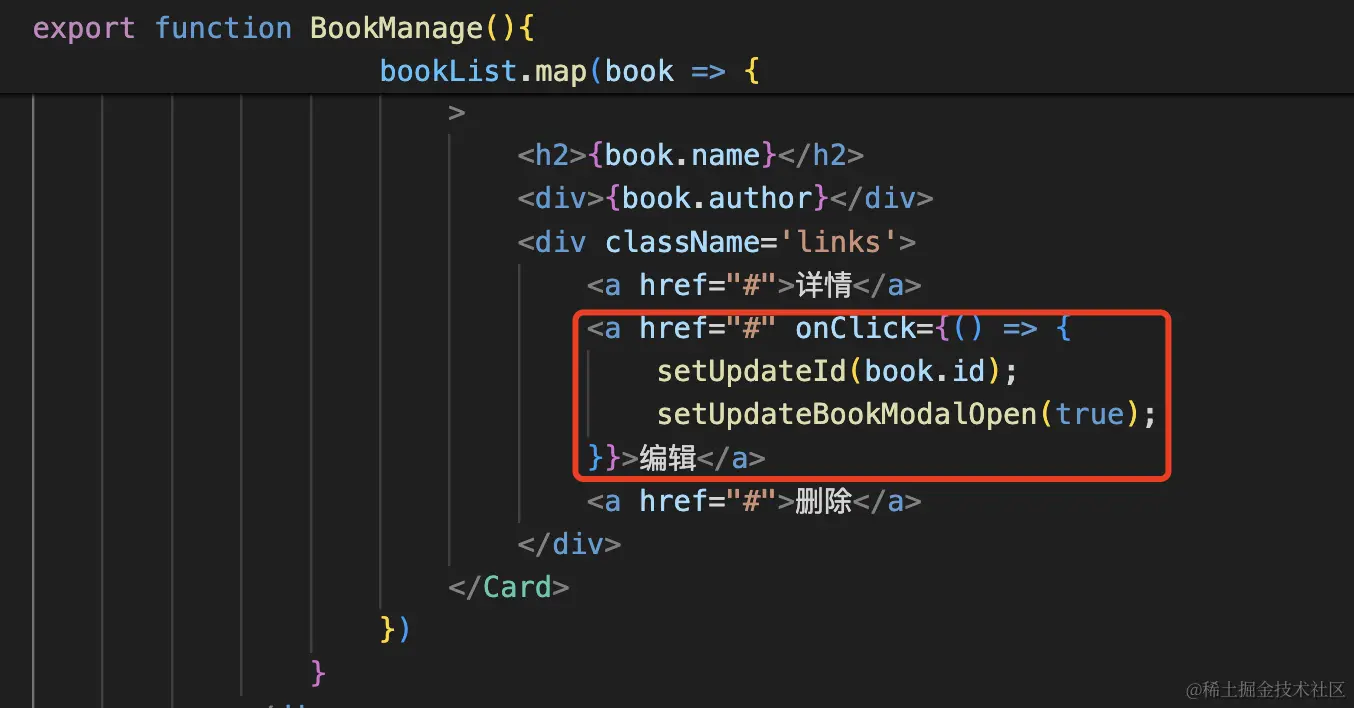 export function BookManage(){
bookList.map(book => {
>
<h2>{book.name}</h2>
<div>{book.author}</div>
<div className='links'>
<a href="#">详情</a>
<a href="#" onClick={() => {
setUpdateId(book.id);
setUpdateBookModalOpen(true);
}}>编辑</a>
<a href="#">删除</a>
</div>
</Card>
})
}
@稀土掘金技术社区